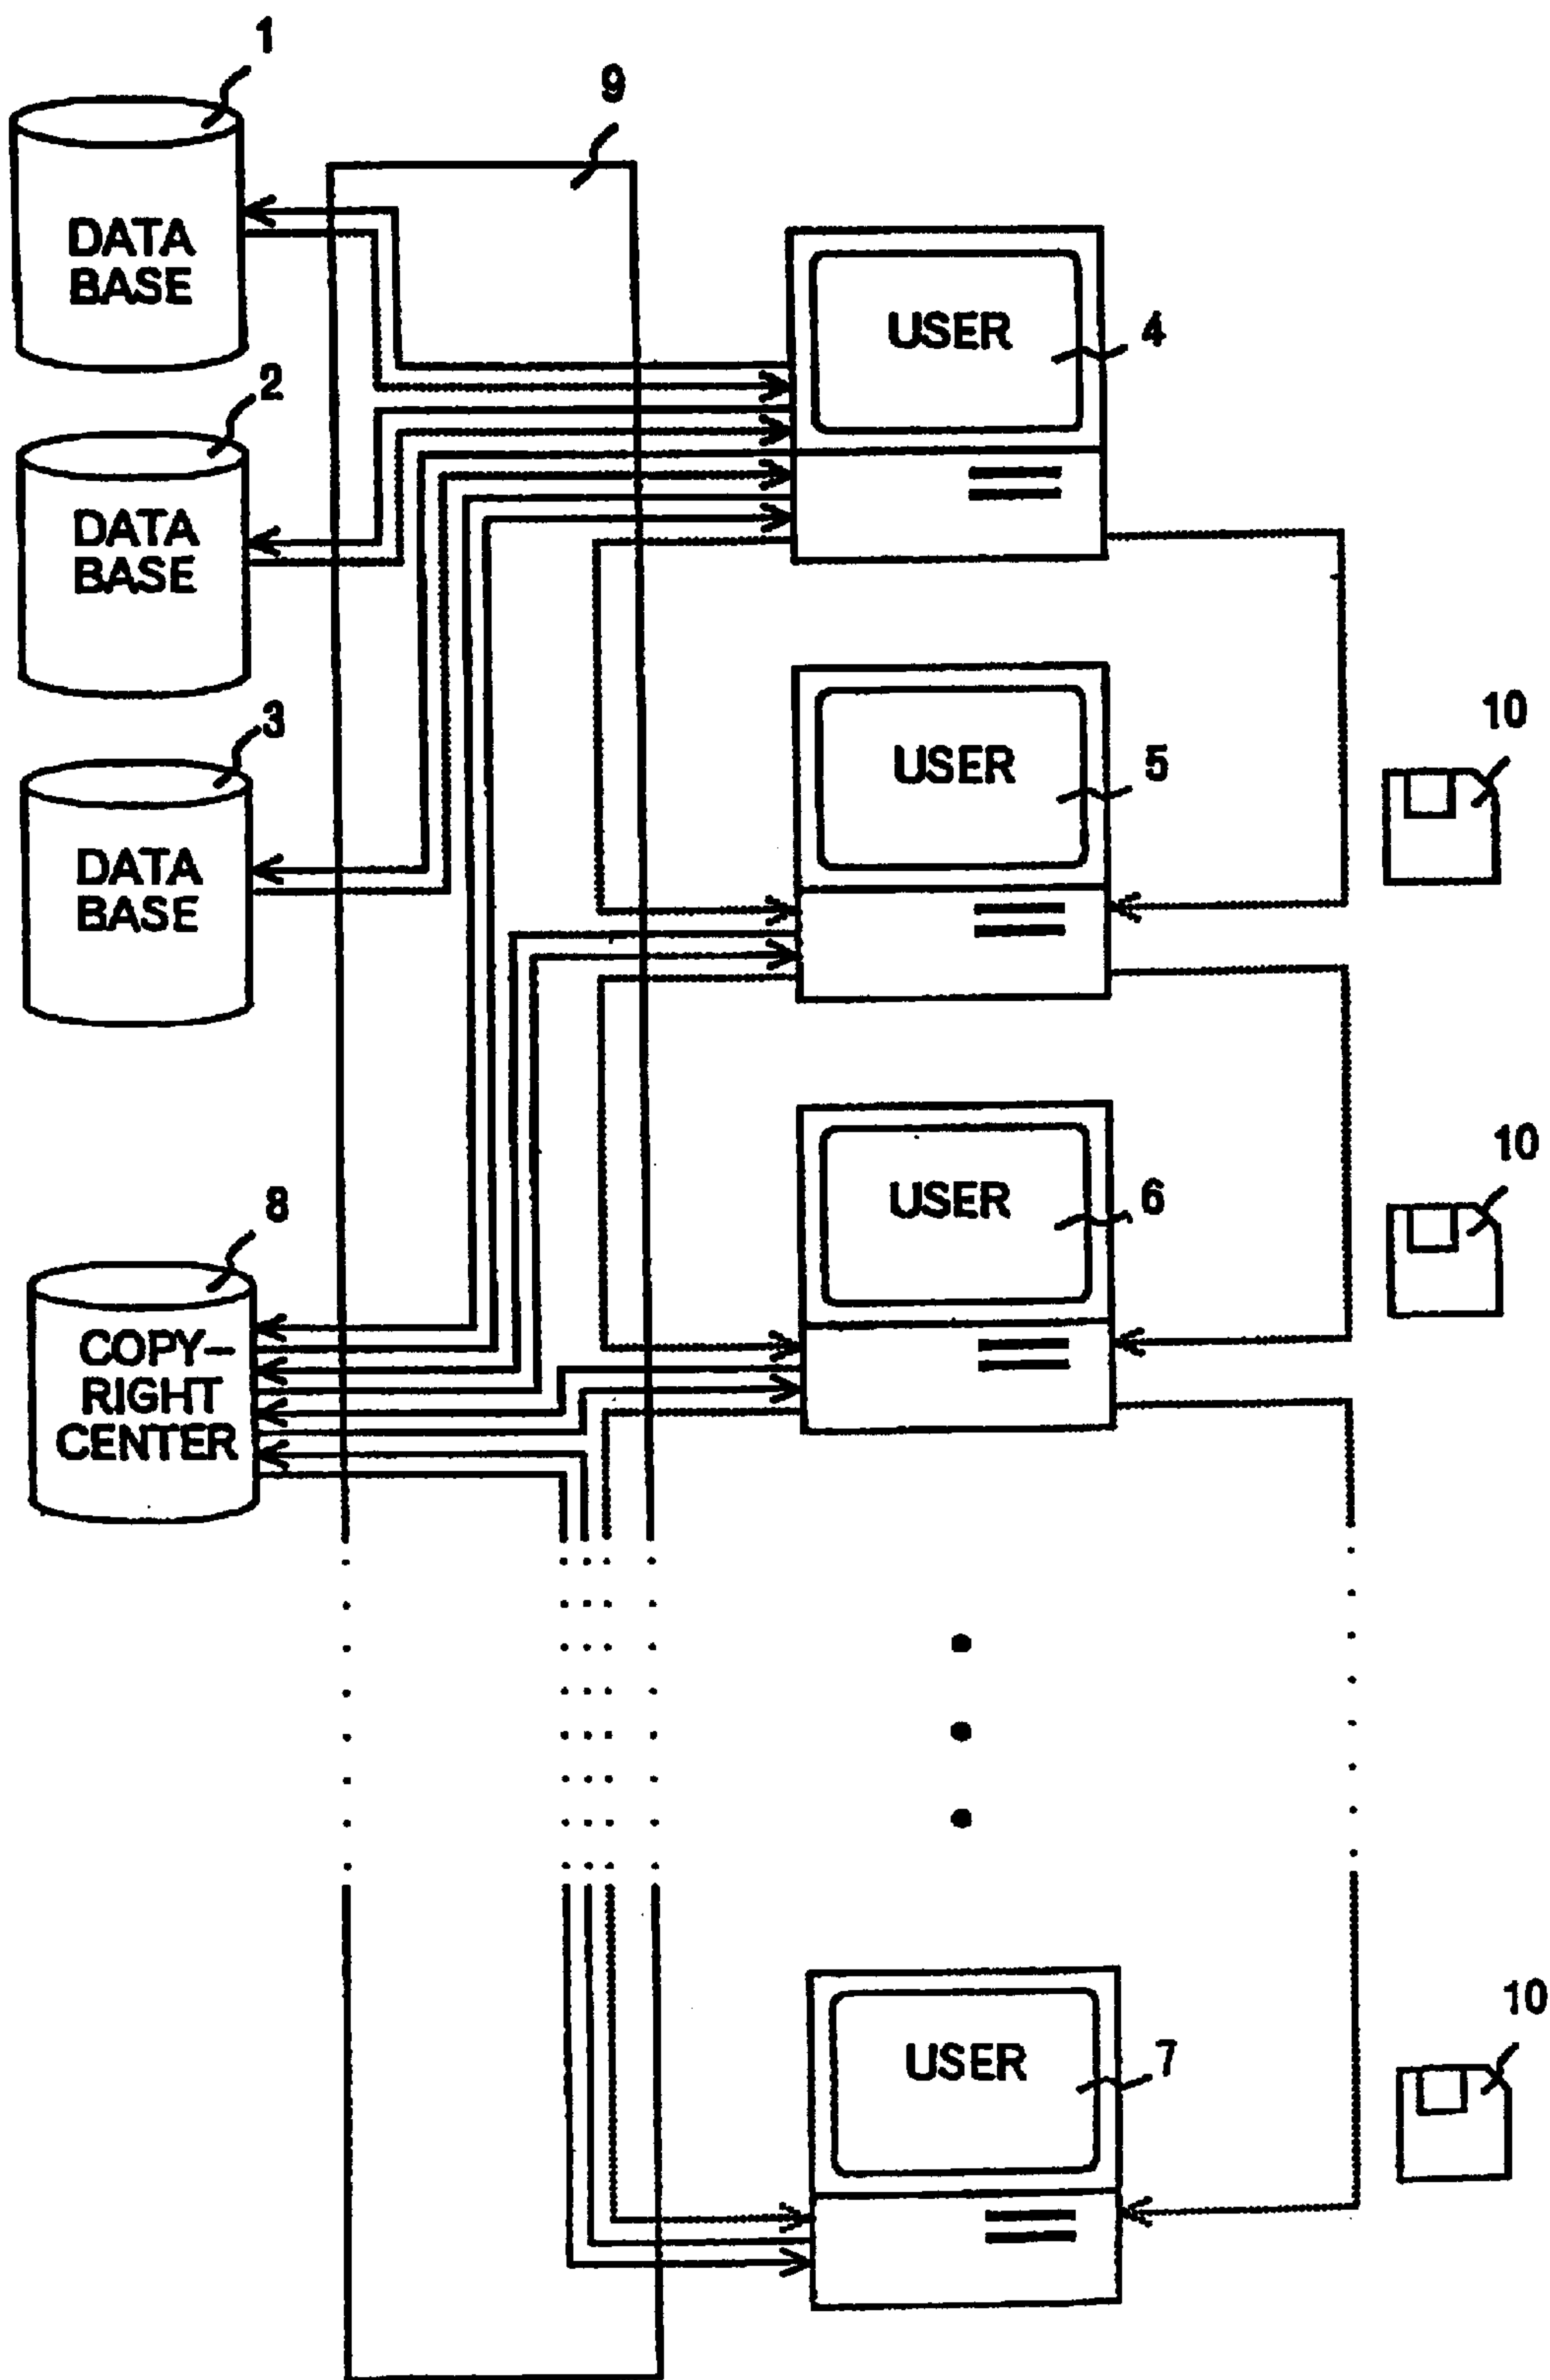 1
9
DATA
BASE
USER
4
2
DATA
BASE
3
USER
5
10
DATA
BASE
10
8
USER
6
COPY-
RIGHT
CENTER
10
USER
7